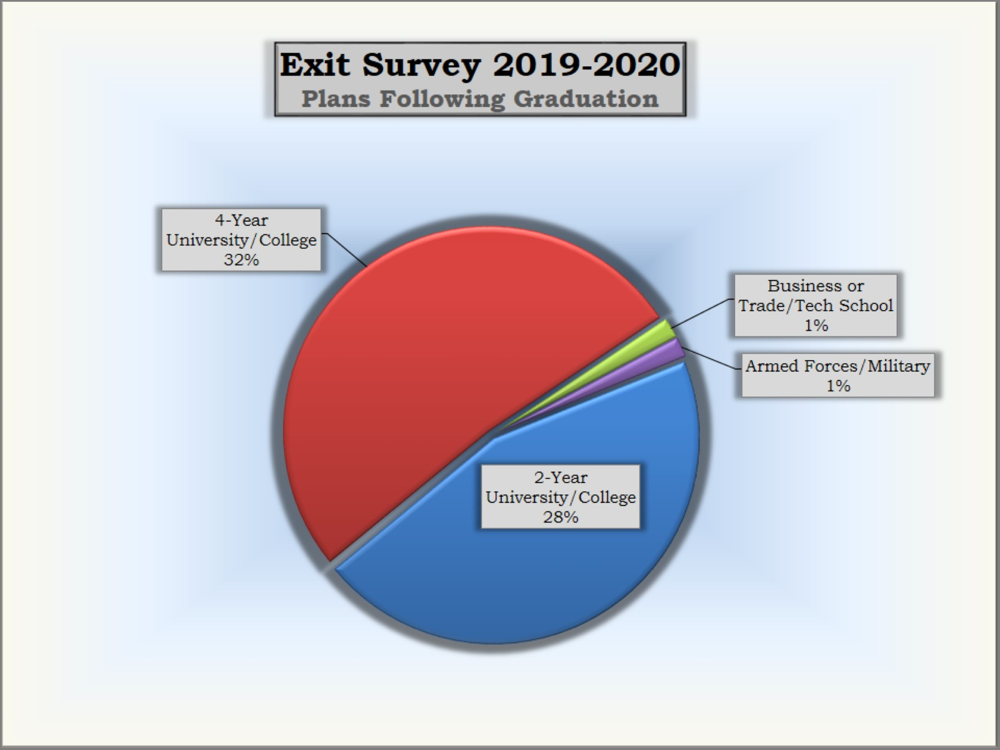 Exit Survey 2019-2020
Plans Following Graduation
4-Year
University/College
32%
Business or
Trade/Tech School
1%
Armed Forces/Military
1%
2-Year
University/College
28%